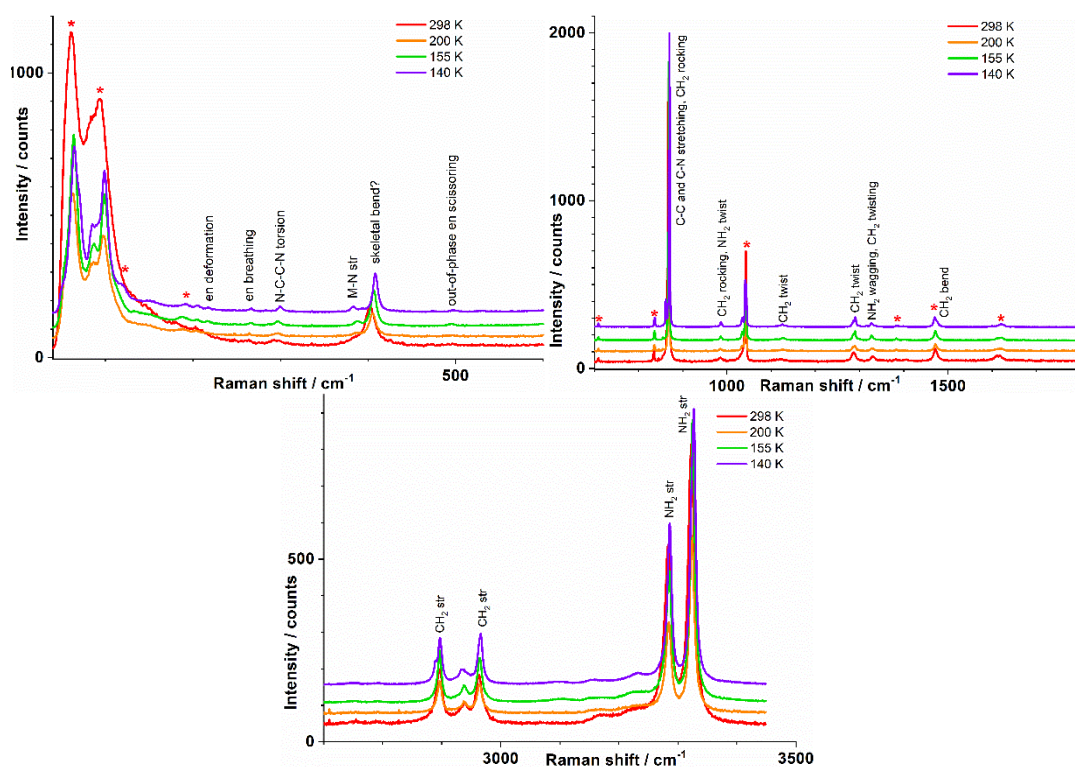 *
*
*
*
298 K
200 K
155 K
140 K
1000
0
500
Intensity / counts
Raman shift / cm-1
en deformation
en breathing
N-C-C-N torsion
M-N str
skeletal bend?
out-of-phase en scissoring
298 K
200 K
155 K
140 K
2000
1000
0
1000
1500
Intensity / counts
Raman shift / cm-1
*
*
C-C and C-N stretching, CH2 rocking
CH2 rocking, NH2 twist
*
CH2 twist
CH2 twist
NH2 wagging, CH2 twisting
*
*
CH2 bend
*
298 K
200 K
155 K
140 K
500
0
3000
3500
Intensity / counts
Raman shift / cm-1
CH2 str
CH2 str
NH2 str
NH2 str